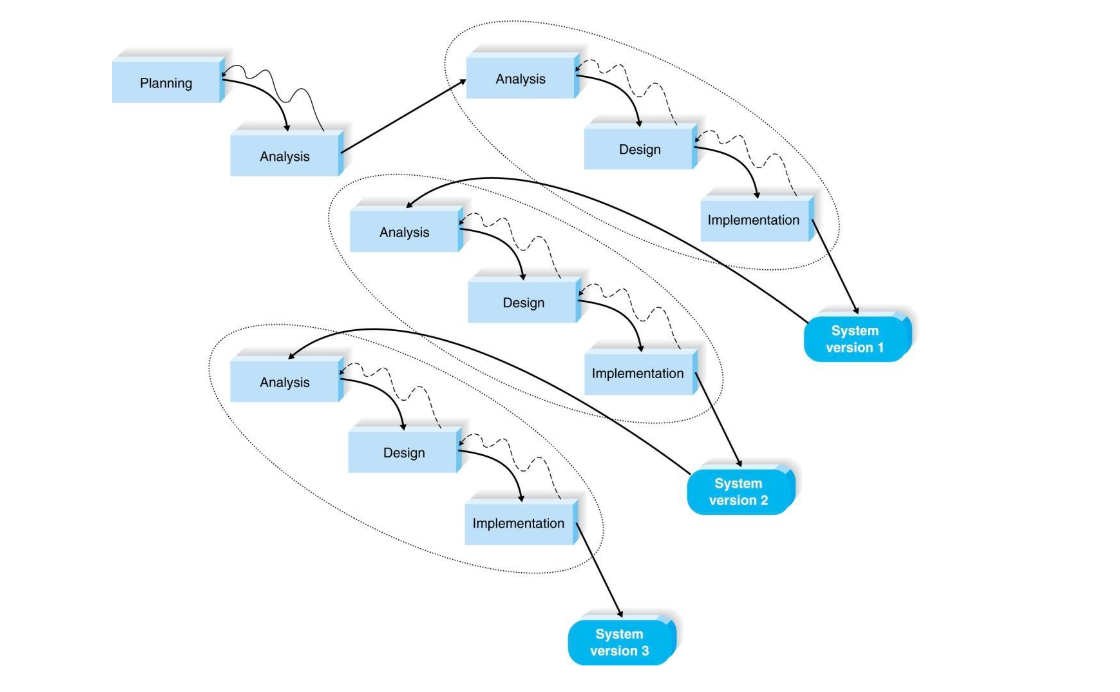 Planning
Analysis
Analysis
Design
Implementation
System
version 1
Analysis
Design
Implementation
System
version 2
Analysis
Design
Implementation
System
version 3